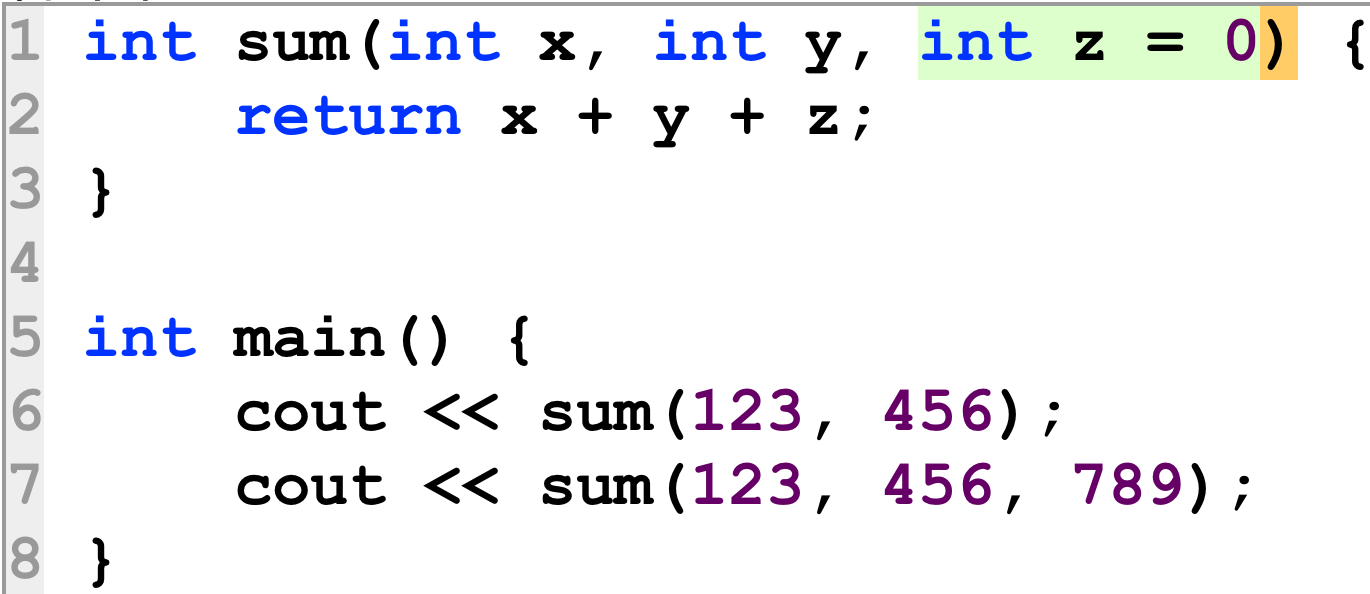 1 int sum(int x, int y, int z = 0) {
2     return x + y + z;
3 }
4
5 int main() {
6     cout << sum(123, 456);
7     cout << sum(123, 456, 789);
8 }